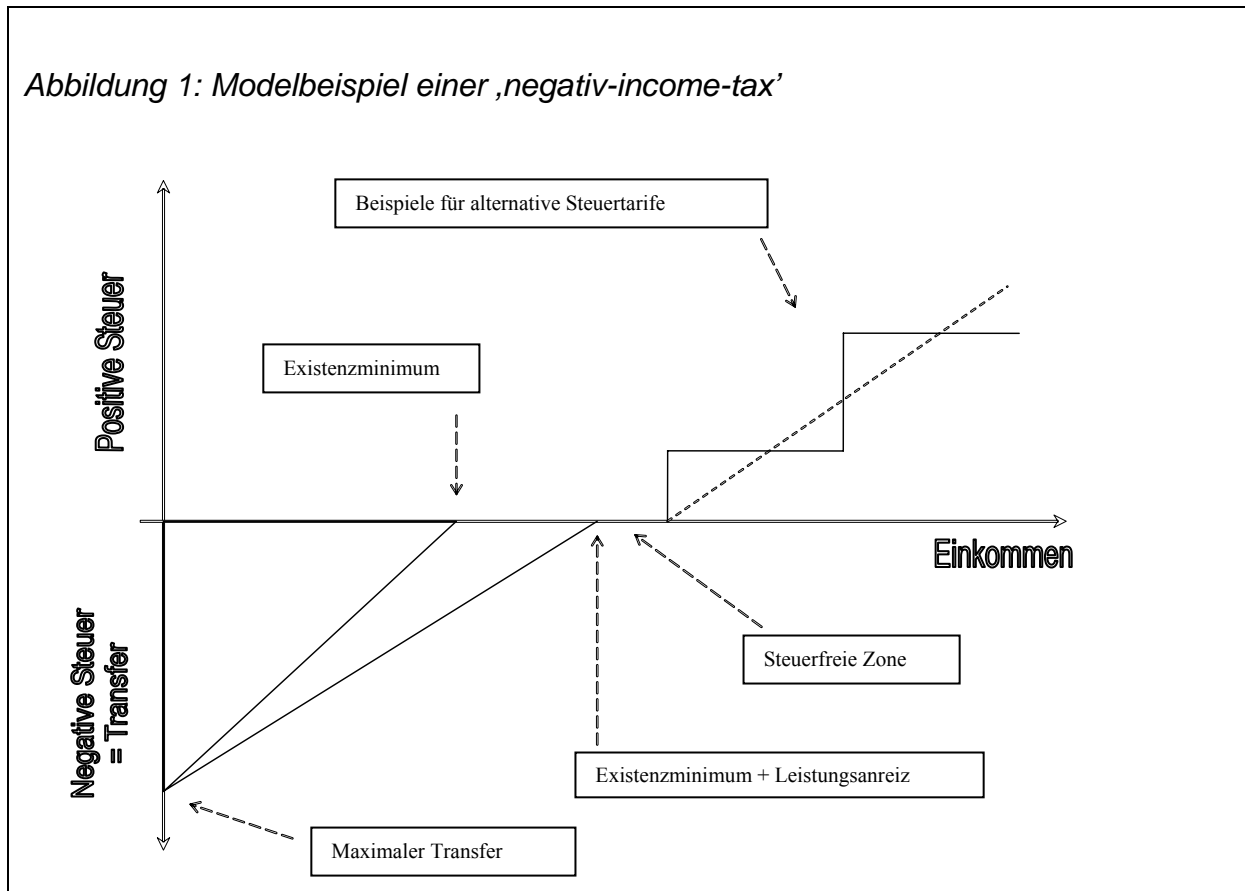 Abbildung 1: Modelbeispiel einer ‚negativ-income-tax’
Beispiele für alternative Steuertarife
Positive Steuer
Existenzminimum
Einkommen
Negative Steuer
= Transfer
Steuerfreie Zone
Existenzminimum + Leistungsanreiz
Maximaler Transfer